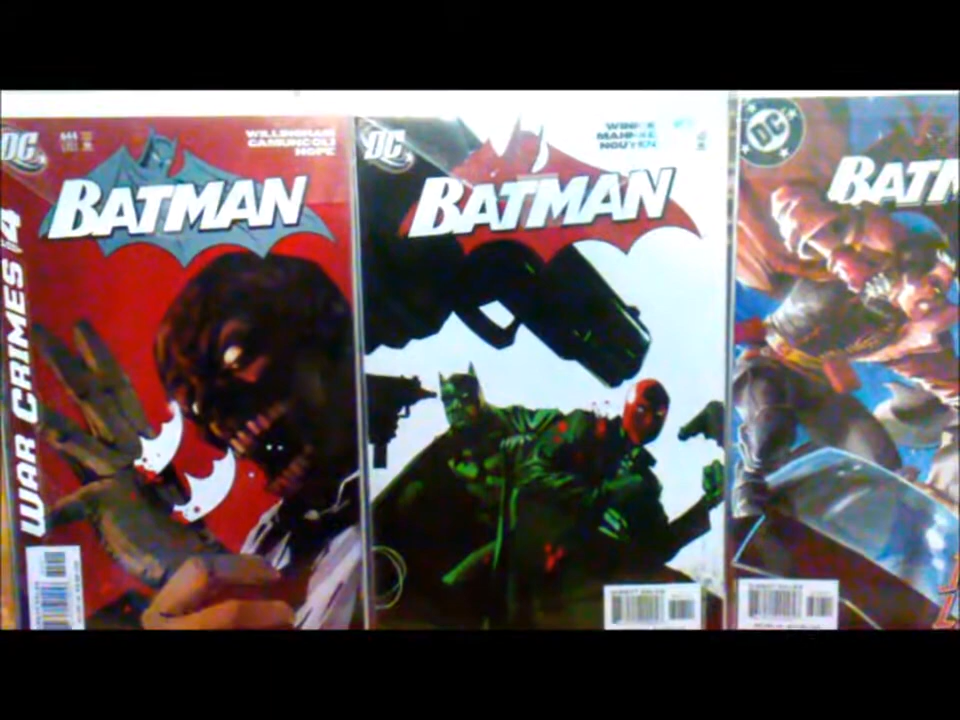 DC
644
WILLINGHAM
CAMUNCOLI
HOPE
BATMAN
WAR CRIMES
4
DC
WINICK
MAHNKE
NGUYEN
BATMAN
DC
BATM